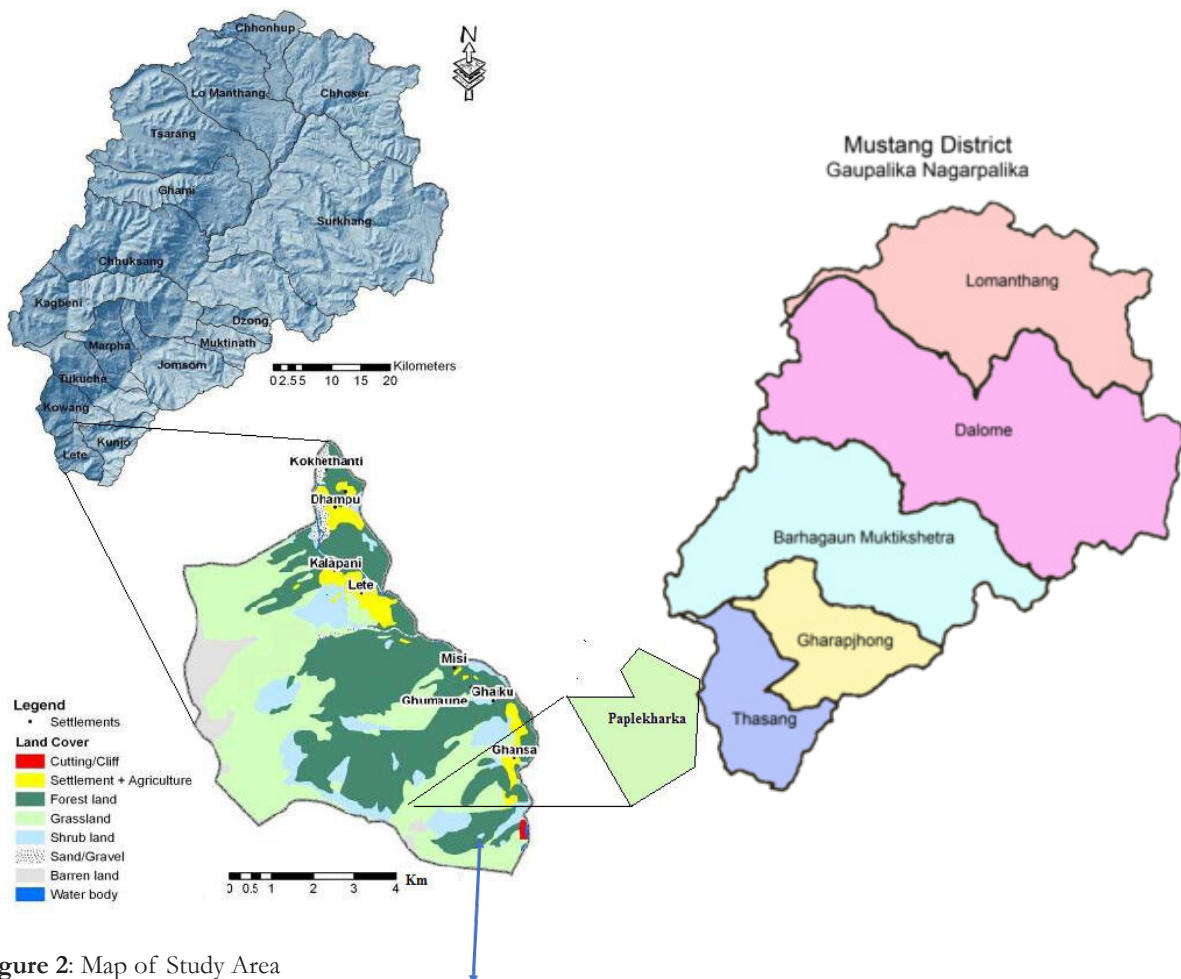 Chhonhup
N
Lo Manthang
Chhoser
Tsarang
Ghami
Surkhang
Chhuksang
Kagbeni
Dzong
Marpha
Muktinath
Jomsom
Tukuche
Kowang
Kunjo
Lete
Kilometers
0 2.5 5 10 15 20
Mustang District
Gaupalika Nagarpalika
Lomanthang
Dalome
Barhagaun Muktikshetra
Gharapjhong
Thasang
Kokhethanti
Dhampu
Kalapani
Lete
Misi
Ghaiku
Ghumaune
Ghansa
Paplekharka
Legend
Settlements
Land Cover
Cutting/Cliff
Settlement + Agriculture
Forest land
Grassland
Shrub land
Sand/Gravel
Barren land
Water body
0 0.5 1 2 3 4 Km
gure 2: Map of Study Area